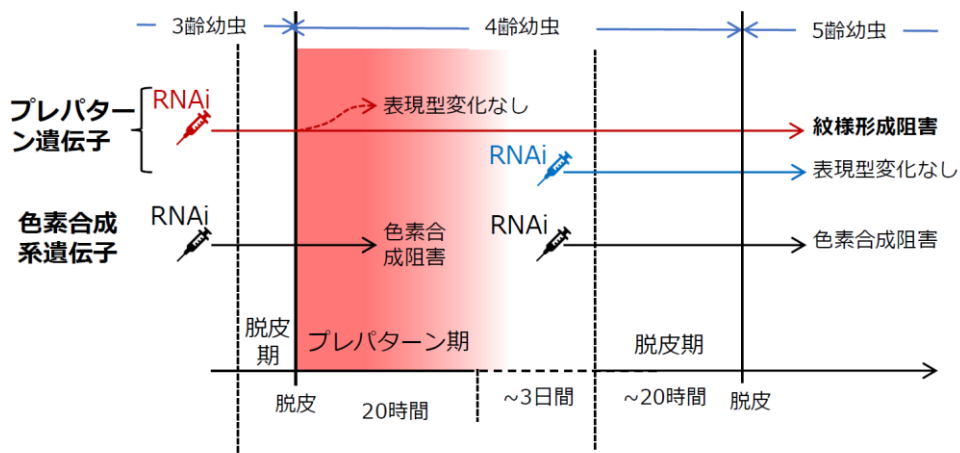 3齢幼虫
4齢幼虫
5齢幼虫
プレパター
ン遺伝子
RNAi
表現型変化なし
紋様形成阻害
RNAi
表現型変化なし
色素合成
系遺伝子
RNAi
色素合
成阻害
RNAi
色素合成阻害
脱皮
期
プレパターン期
脱皮期
脱皮
20時間
~3日間
~20時間
脱皮